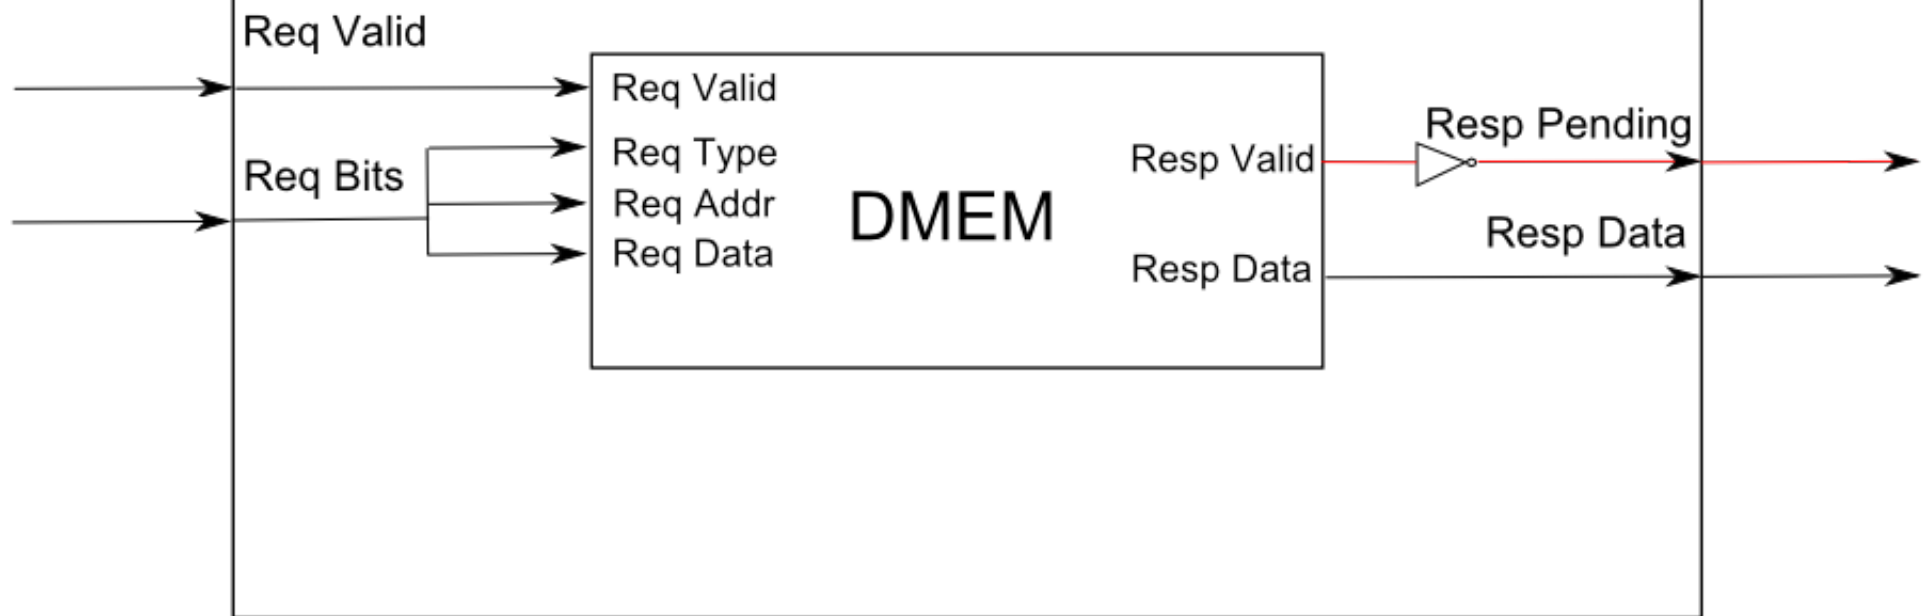 Req Valid
Req Bits
Req Valid
Req Type
Req Addr
Req Data
DMEM
Resp Valid
Resp Data
Resp Pending
Resp Data